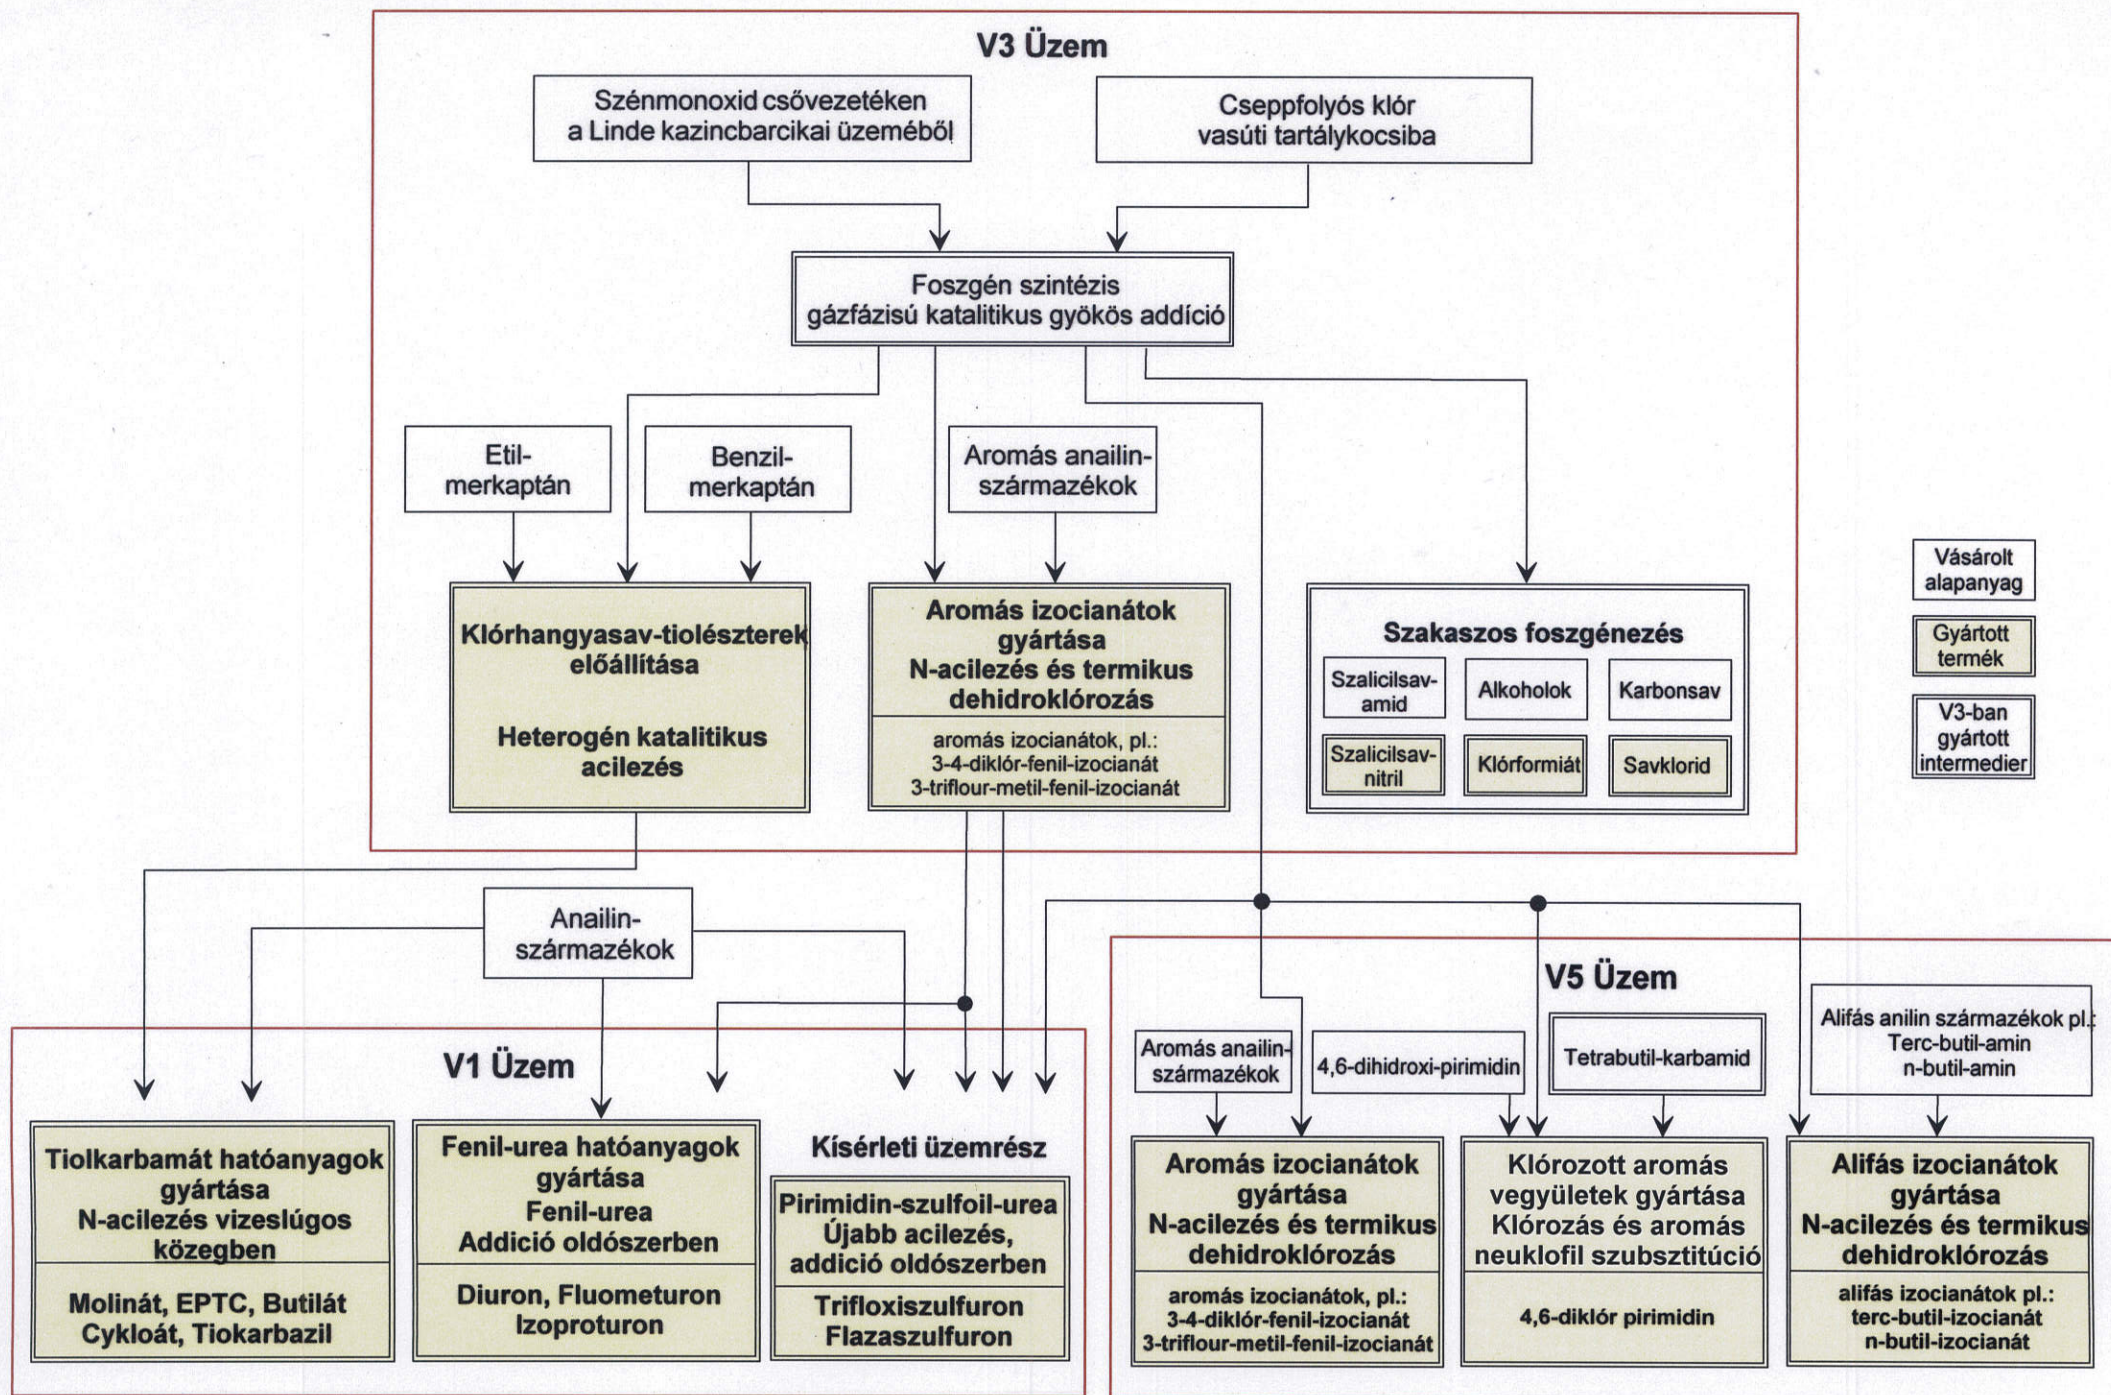 V3 Üzem
Szénmonoxid csővezetéken
a Linde kazincbarcikai üzeméből
Cseppfolyós klór
vasúti tartálykocsiba
Foszgén szintézis
gázfázisú katalitikus gyökös addíció
Etil-
merkaptán
Benzil-
merkaptán
Aromás anailin-
származékok
Klórhangyasav-tiolészterek
előállítása
Heterogén katalitikus
acilezés
Aromás izocianátok
gyártása
N-acilezés és termikus
dehidroklórozás
aromás izocianátok, pl.:
3-4-diklór-fenil-izocianát
3-triflour-metil-fenil-izocianát
Szakaszos foszgénezés
Szalicilsav-
amid
Alkoholok
Karbonsav
Szalicilsav-
nitril
Klórformiát
Savklorid
Vásárolt
alapanyag
Gyártott
termék
V3-ban
gyártott
intermedier
Anailin-
származékok
V1 Üzem
Tiolkarbamát hatóanyagok
gyártása
N-acilezés vizeslúgos
közegben
Molinát, EPTC, Butilát
Cykloát, Tiokarbazil
Fenil-urea hatóanyagok
gyártása
Fenil-urea
Addició oldószerben
Diuron, Fluometuron
Izoproturon
Kísérleti üzemrész
Pirimidin-szulfoil-urea
Újabb acilezés,
addició oldószerben
Trifloxiszulfuron
Flazaszulfuron
V5 Üzem
Aromás anailin-
származékok
4,6-dihidroxi-pirimidin
Tetrabutil-karbamid
Alifás anilin származékok pl.:
Terc-butil-amin
n-butil-amin
Aromás izocianátok
gyártása
N-acilezés és termikus
dehidroklórozás
aromás izocianátok, pl.:
3-4-diklór-fenil-izocianát
3-triflour-metil-fenil-izocianát
Klórozott aromás
vegyületek gyártása
Klórozás és aromás
neuklofil szubsztitúció
4,6-diklór pirimidin
Alifás izocianátok
gyártása
N-acilezés és termikus
dehidroklórozás
alifás izocianátok pl.:
terc-butil-izocianát
n-butil-izocianát